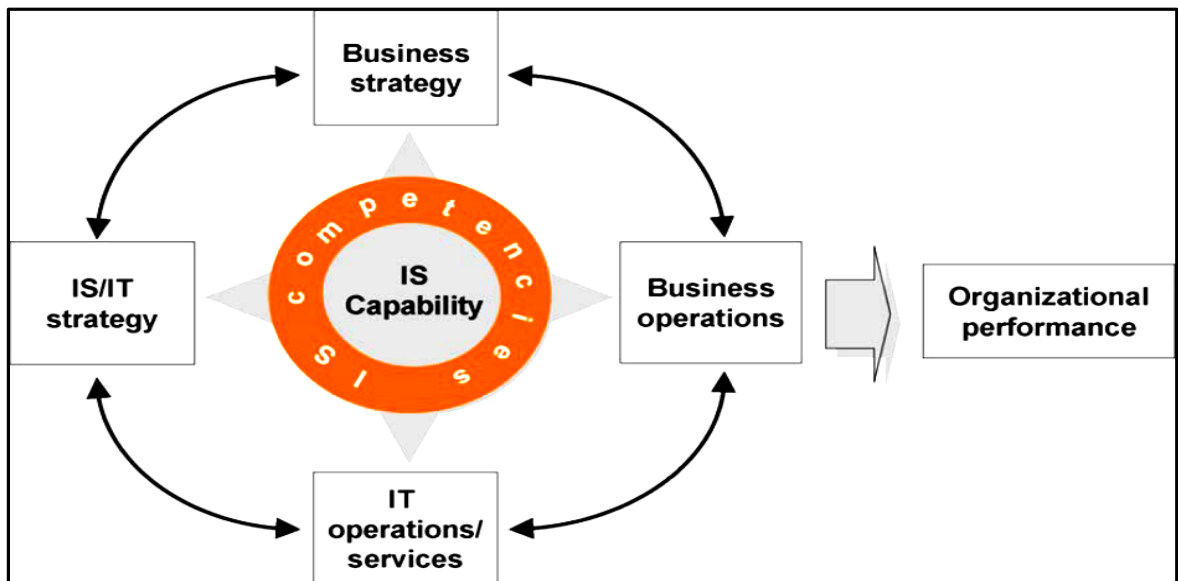 Business
strategy
IS/IT
strategy
IS competencies
IS
Capability
Business
operations
Organizational
performance
IT
operations/
services